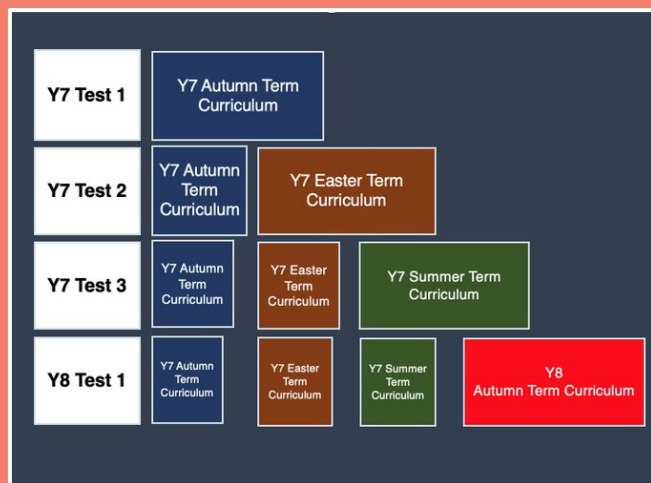 Y7 Test 1
Y7 Autumn Term
Curriculum
Y7 Test 2
Y7 Autumn
Term
Curriculum
Y7 Easter Term
Curriculum
Y7 Test 3
Y7 Autumn
Term
Curriculum
Y7 Easter
Term
Curriculum
Y7 Summer Term
Curriculum
Y8 Test 1
Y7 Autumn
Term
Curriculum
Y7 Easter
Term
Curriculum
Y7 Summer
Term
Curriculum
Y8
Autumn Term Curriculum